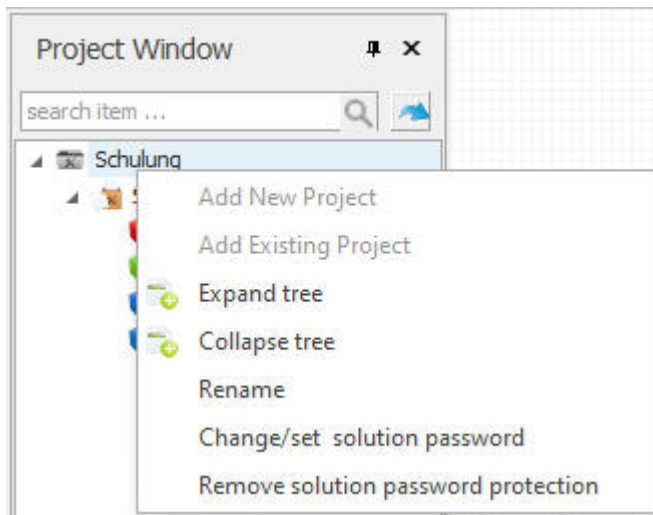 Project Window
search item ...
Schulung
Add New Project
Add Existing Project
Expand tree
Collapse tree
Rename
Change/set solution password
Remove solution password protection